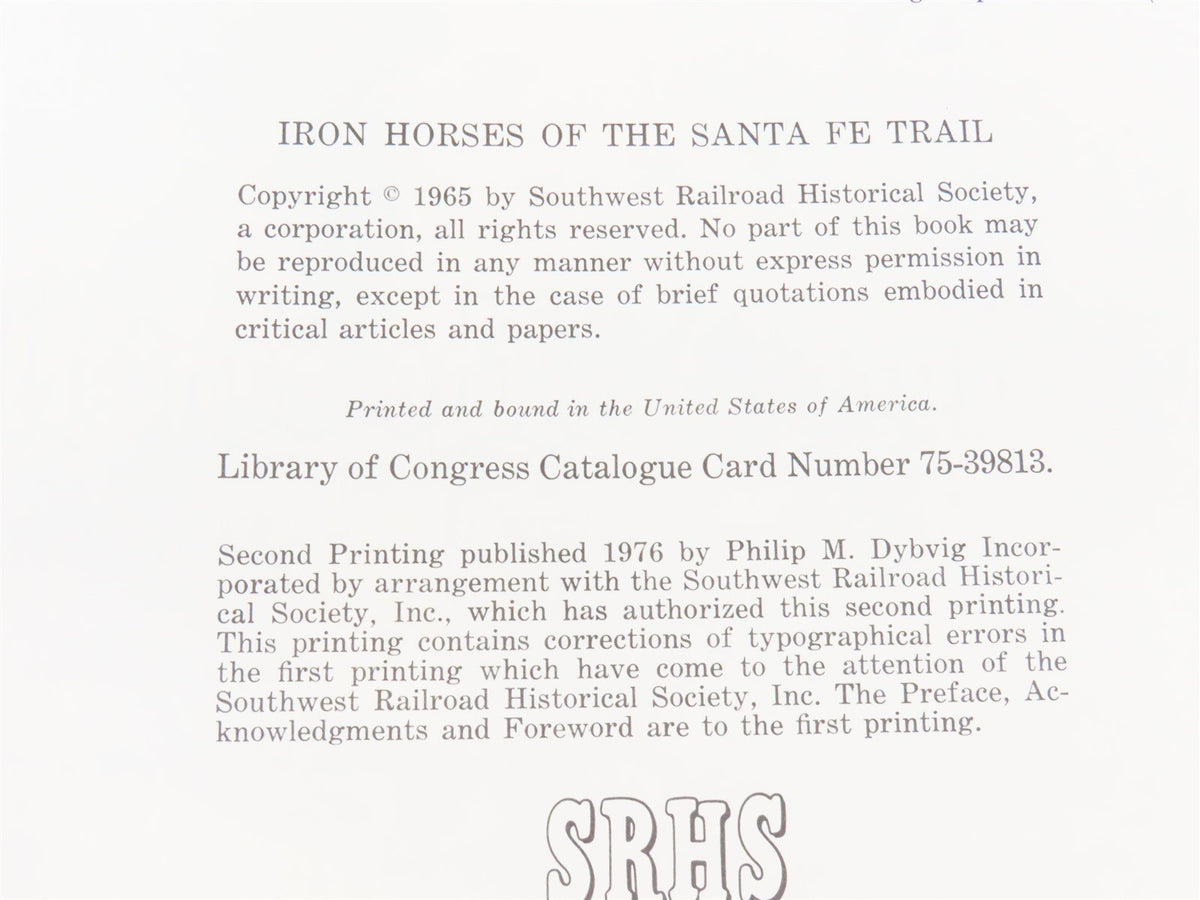 IRON HORSES OF THE SANTA FE TRAIL
Copyright © 1965 by Southwest Railroad Historical Society,
a corporation, all rights reserved. No part of this book may
be reproduced in any manner without express permission in
writing, except in the case of brief quotations embodied in
critical articles and papers.
Printed and bound in the United States of America.
Library of Congress Catalogue Card Number 75-39813.
Second Printing published 1976 by Philip M. Dybvig Incor-
porated by arrangement with the Southwest Railroad Histori-
cal Society, Inc., which has authorized this second printing.
This printing contains corrections of typographical errors in
the first printing which have come to the attention of the
Southwest Railroad Historical Society, Inc. The Preface, Ac-
knowledgments and Foreword are to the first printing.
SRHS